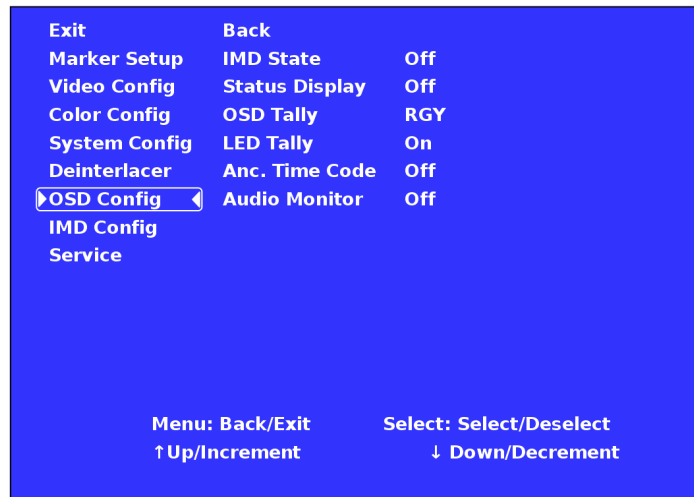 Exit Back
Marker Setup IMD State Off
Video Config Status Display Off
Color Config OSD Tally RGY
System Config LED Tally On
Deinterlacer Anc. Time Code Off
OSD Config Audio Monitor Off
IMD Config
Service
Menu: Back/Exit Select: Select/Deselect
↑Up/Increment ↓ Down/Decrement